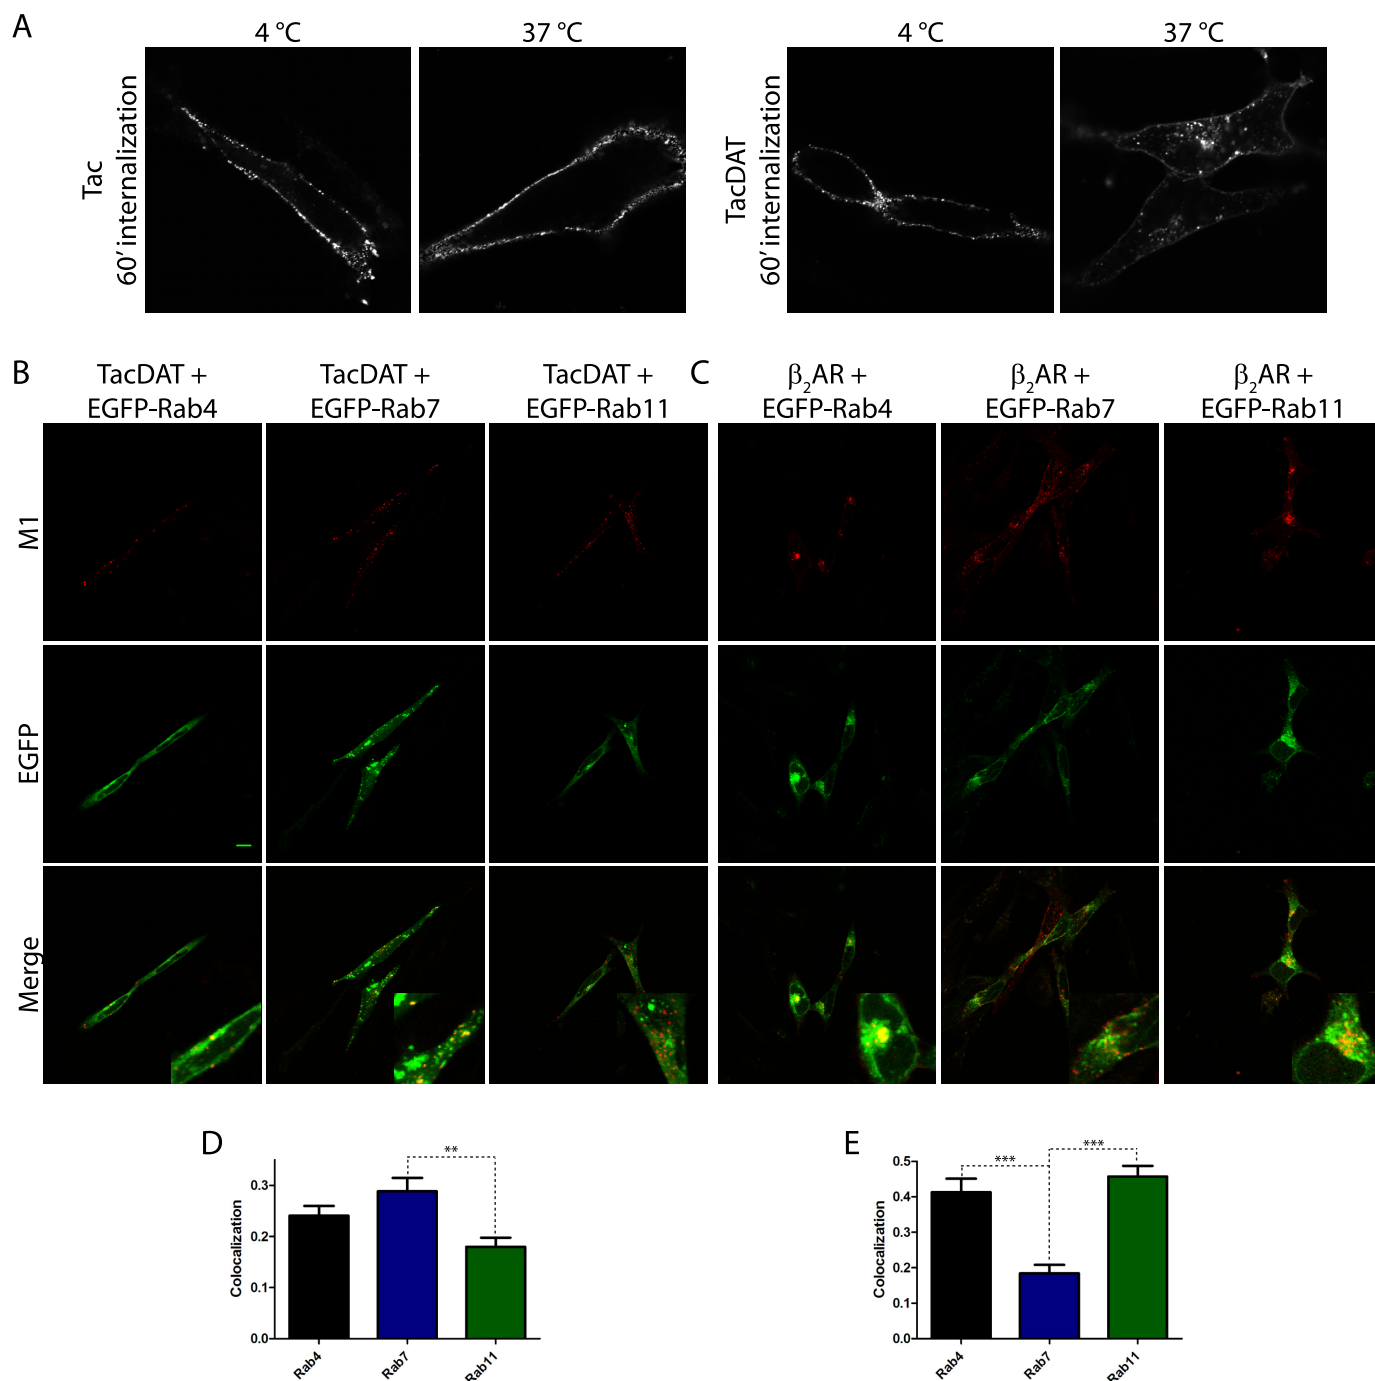 A
4 °C
37 °C
4 °C
37 °C
Tac
60′ internalization
TacDAT
60′ internalization
B
TacDAT +
EGFP-Rab4
TacDAT +
EGFP-Rab7
TacDAT +
EGFP-Rab11
C
β₂AR +
EGFP-Rab4
β₂AR +
EGFP-Rab7
β₂AR +
EGFP-Rab11
M1
EGFP
Merge
D
**
Colocalization
0.3
0.2
0.1
0.0
Rab4
Rab7
Rab11
E
***
***
Colocalization
0.5
0.4
0.3
0.2
0.1
0.0
Rab4
Rab7
Rab11